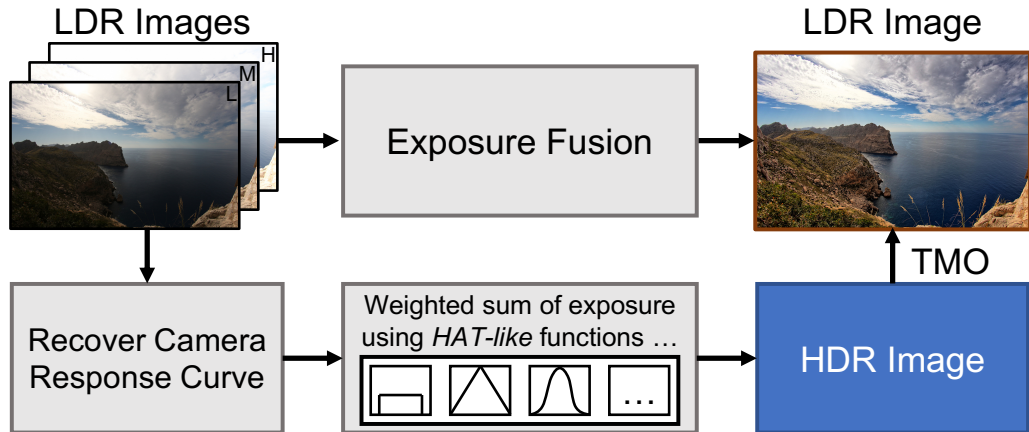 LDR Images
LDR Image
H
M
L
Exposure Fusion
TMO
Recover Camera
Response Curve
Weighted sum of exposure
using HAT-like functions …
…
HDR Image